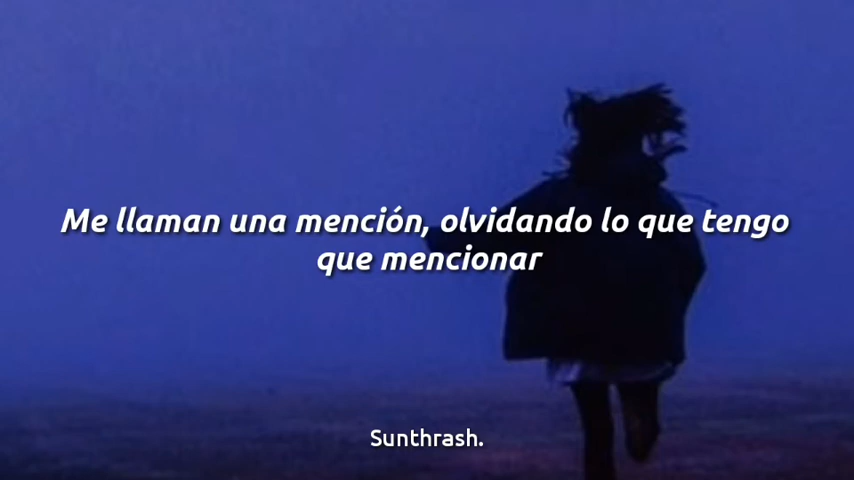 Me llaman una mención, olvidando lo que tengo
que mencionar
Sunthrash.